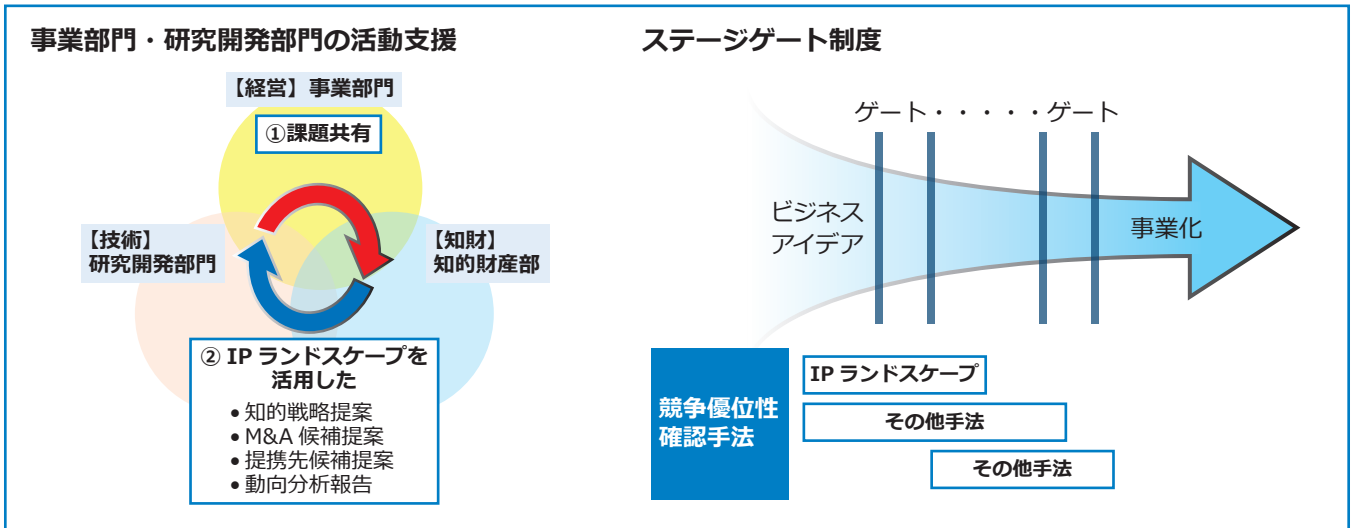 事業部門・研究開発部門の活動支援
【経営】事業部門
①課題共有
【技術】
研究開発部門
【知財】
知的財産部
② IP ランドスケープを
活用した
• 知的戦略提案
• M&A 候補提案
• 提携先候補提案
• 動向分析報告
ステージゲート制度
ゲート・・・・・ゲート
ビジネス
アイデア
事業化
競争優位性
確認手法
IP ランドスケープ
その他手法
その他手法